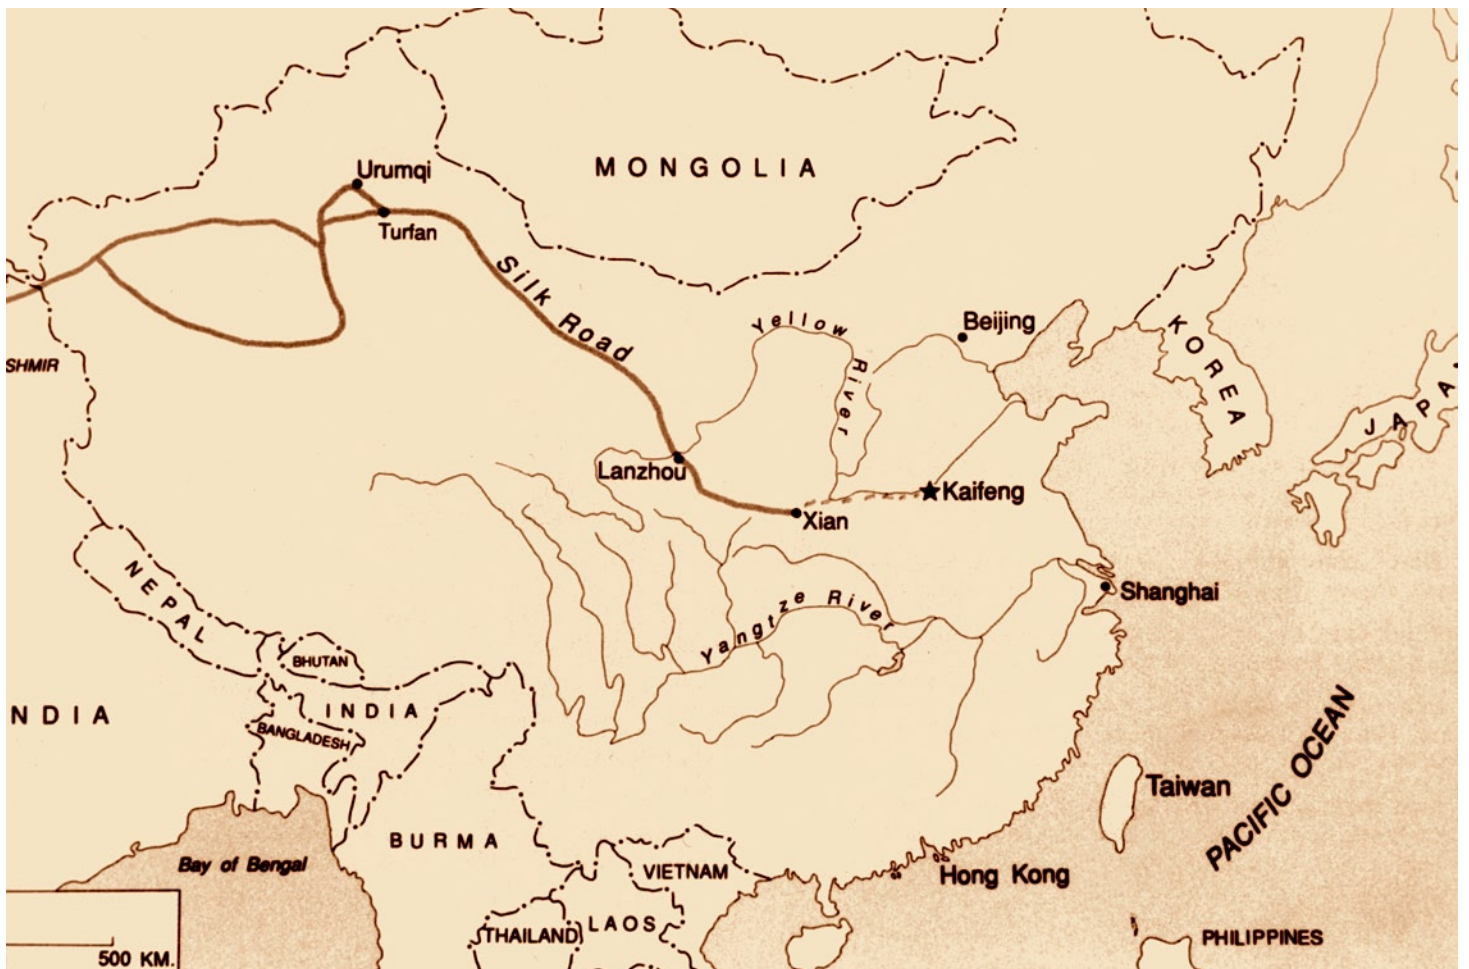 Urumqi
MONGOLIA
Turfan
Silk Road
Yellow
River
Beijing
KOREA
SHMIR
JAPA
Lanzhou
Kaifeng
Xian
NEPAL
Shanghai
Yangtze River
BHUTAN
NDIA
INDIA
BANGLADESH
PACIFIC OCEAN
Taiwan
BURMA
Bay of Bengal
VIETNAM
Hong Kong
LAOS
THAILAND
PHILIPPINES
500 KM.